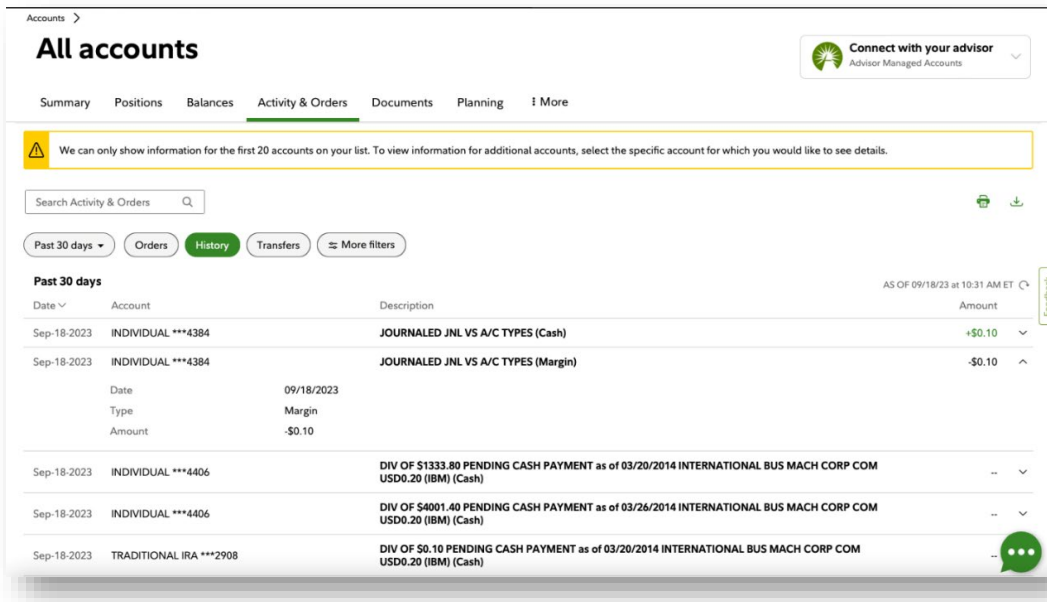 Accounts >
All accounts
Connect with your advisor
Advisor Managed Accounts
Summary Positions Balances Activity & Orders Documents Planning More
We can only show information for the first 20 accounts on your list. To view information for additional accounts, select the specific account for which you would like to see details.
Search Activity & Orders
Past 30 days Orders History Transfers More filters
Past 30 days
AS OF 09/18/23 at 10:31 AM ET
Date Account Description Amount
Sep-18-2023 INDIVIDUAL ***4384 JOURNALED JNL VS A/C TYPES (Cash) +$0.10
Sep-18-2023 INDIVIDUAL ***4384 JOURNALED JNL VS A/C TYPES (Margin) -$0.10
Date 09/18/2023
Type Margin
Amount -$0.10
Sep-18-2023 INDIVIDUAL ***4406 DIV OF $1333.80 PENDING CASH PAYMENT as of 03/20/2014 INTERNATIONAL BUS MACH CORP COM
USD0.20 (IBM) (Cash) --
Sep-18-2023 INDIVIDUAL ***4406 DIV OF $4001.40 PENDING CASH PAYMENT as of 03/26/2014 INTERNATIONAL BUS MACH CORP COM
USD0.20 (IBM) (Cash) --
Sep-18-2023 TRADITIONAL IRA ***2908 DIV OF $0.10 PENDING CASH PAYMENT as of 03/20/2014 INTERNATIONAL BUS MACH CORP COM
USD0.20 (IBM) (Cash) --